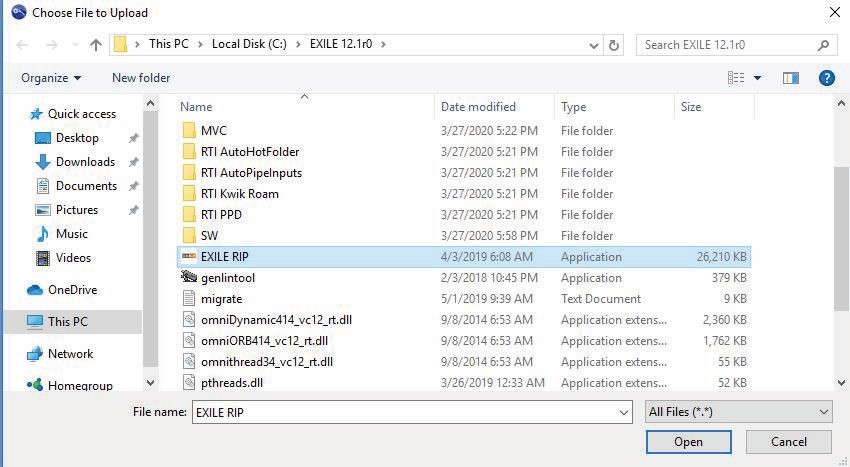 Choose File to Upload
This PC > Local Disk (C:) > EXILE 12.1r0 >
Search EXILE 12.1r0
Organize
New folder
Quick access
Desktop
Downloads
Documents
Pictures
Music
Videos
OneDrive
This PC
Network
Homegroup
Name Date modified Type Size
MVC 3/27/2020 5:22 PM File folder
RTI AutoHotFolder 3/27/2020 5:21 PM File folder
RTI AutoPipeInputs 3/27/2020 5:21 PM File folder
RTI Kwik Roam 3/27/2020 5:21 PM File folder
RTI PPD 3/27/2020 5:21 PM File folder
SW 3/27/2020 5:58 PM File folder
EXILE RIP 4/3/2019 6:08 AM Application 26,210 KB
genlintool 2/3/2018 10:45 PM Application 379 KB
migrate 5/1/2019 9:39 AM Text Document 9 KB
omniDynamic414_vc12_rt.dll 9/8/2014 6:53 AM Application extens... 2,360 KB
omniORB414_vc12_rt.dll 9/8/2014 6:53 AM Application extens... 1,762 KB
omnithread34_vc12_rt.dll 9/8/2014 6:53 AM Application extens... 55 KB
pthreads.dll 3/26/2019 12:33 AM Application extens... 52 KB
File name: EXILE RIP
All Files (*.*)
Open
Cancel